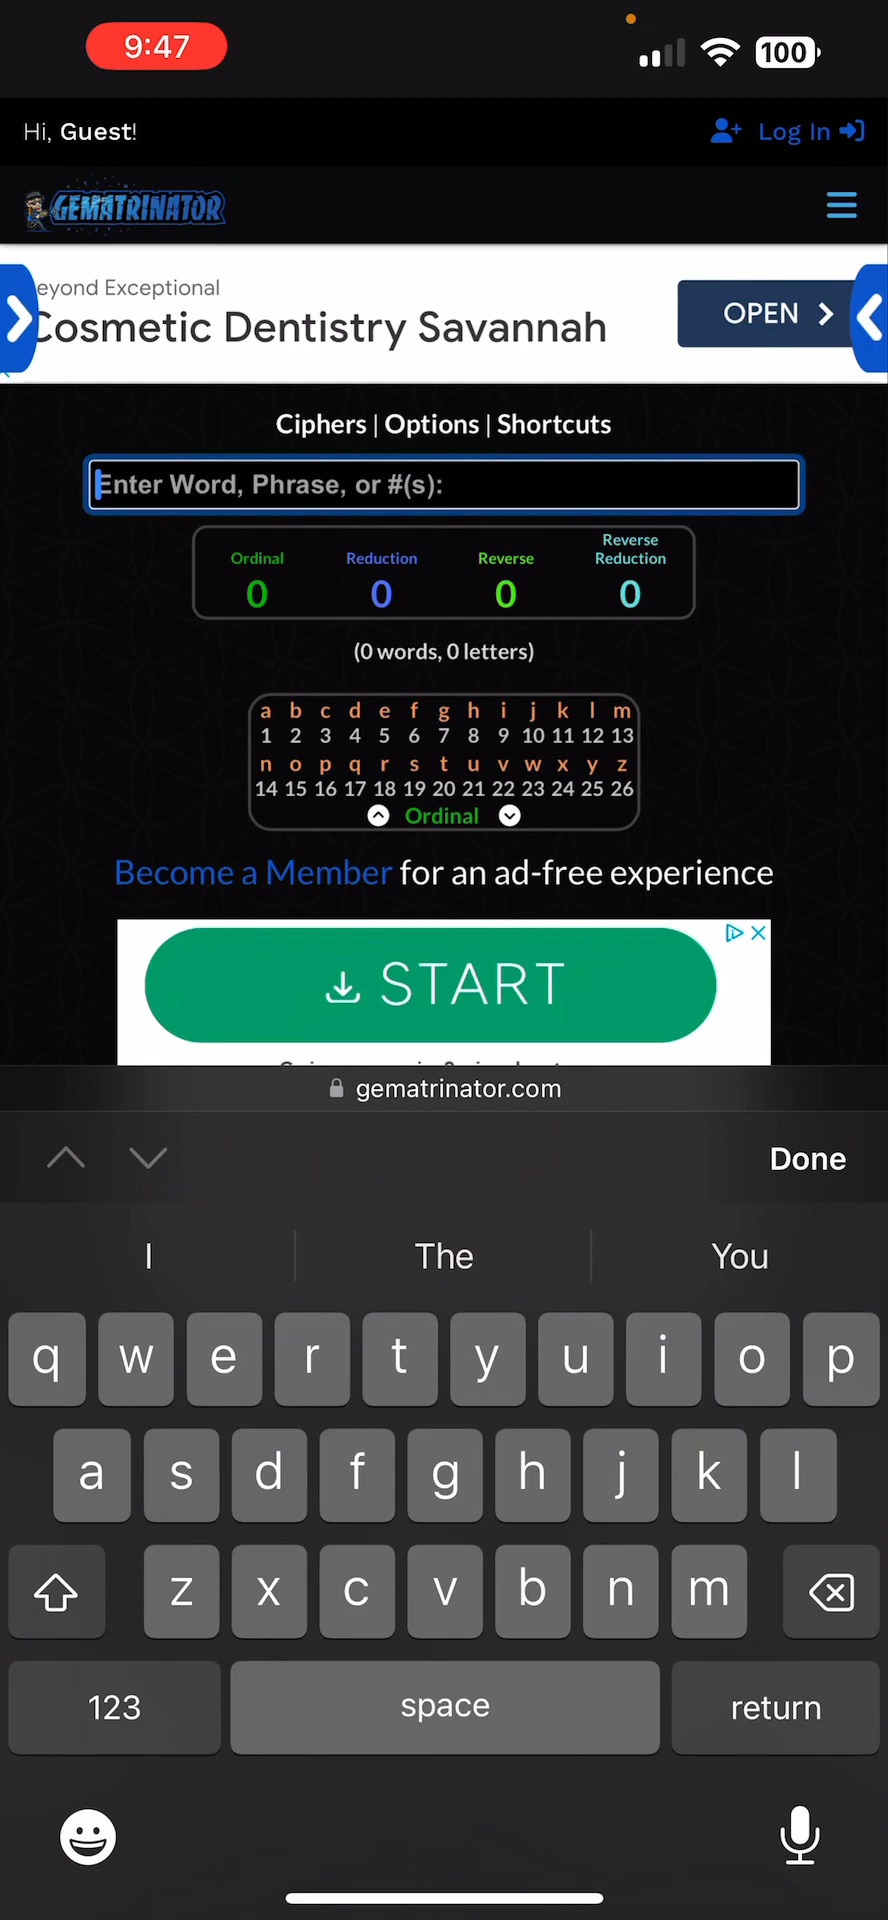 9:47
100
Hi, Guest!
Log In
GEMATRINATOR
eyond Exceptional
Cosmetic Dentistry Savannah
OPEN
Ciphers | Options | Shortcuts
Enter Word, Phrase, or #(s):
Ordinal Reduction Reverse Reverse Reduction
0 0 0 0
(0 words, 0 letters)
a b c d e f g h i j k l m
1 2 3 4 5 6 7 8 9 10 11 12 13
n o p q r s t u v w x y z
14 15 16 17 18 19 20 21 22 23 24 25 26
Ordinal
Become a Member for an ad-free experience
START
gematrinator.com
Done
I The You
q w e r t y u i o p
a s d f g h j k l
z x c v b n m
123 space return